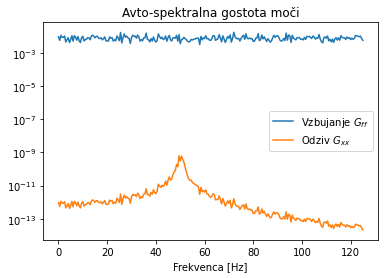 Avto-spektralna gostota moči
10⁻³
10⁻⁵
10⁻⁷
10⁻⁹
10⁻¹¹
10⁻¹³
Vzbujanje G_ff
Odziv G_xx
0 20 40 60 80 100 120
Frekvenca [Hz]